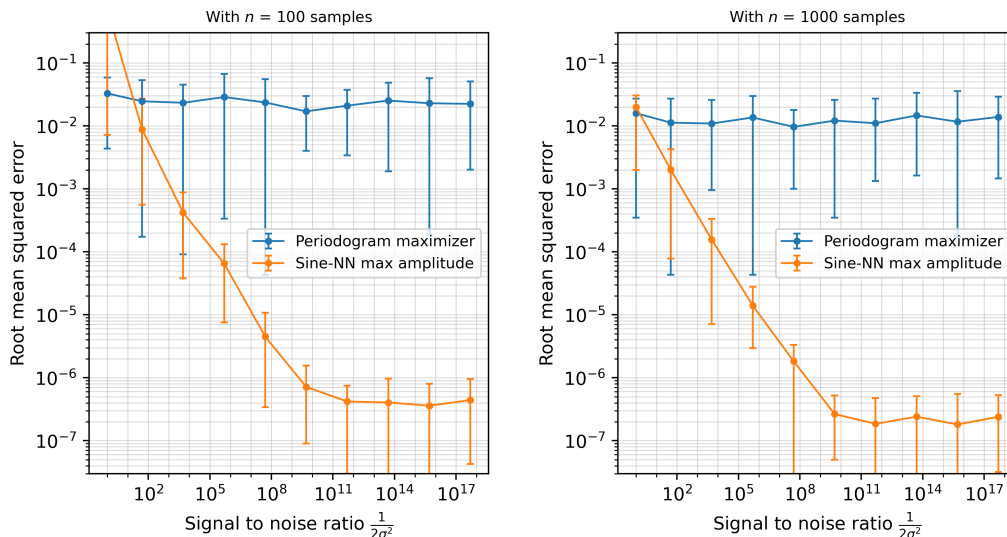 With n = 100 samples
Root mean squared error
10⁻¹
10⁻²
10⁻³
10⁻⁴
10⁻⁵
10⁻⁶
10⁻⁷
Periodogram maximizer
Sine-NN max amplitude
10² 10⁵ 10⁸ 10¹¹ 10¹⁴ 10¹⁷
Signal to noise ratio 1/2σ²
With n = 1000 samples
Root mean squared error
10⁻¹
10⁻²
10⁻³
10⁻⁴
10⁻⁵
10⁻⁶
10⁻⁷
Periodogram maximizer
Sine-NN max amplitude
10² 10⁵ 10⁸ 10¹¹ 10¹⁴ 10¹⁷
Signal to noise ratio 1/2σ²